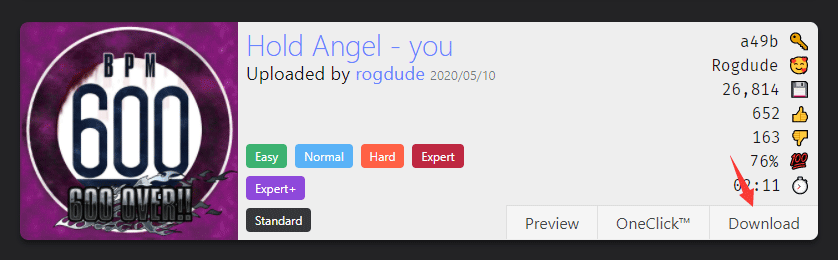 BPM
600
600 OVER!!
Hold Angel - you
Uploaded by rogdude 2020/05/10
Easy Normal Hard Expert
Expert+
Standard
a49b
Rogdude
26,814
652
163
76%
02:11
Preview OneClick™ Download